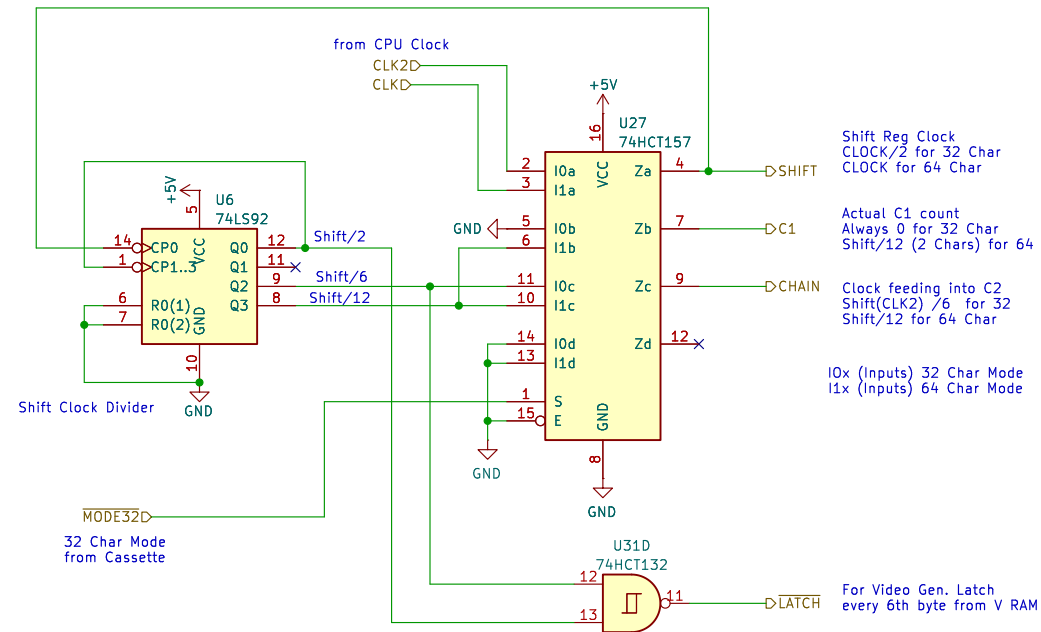 from CPU Clock
CLK2
CLK
+5V
16
U27
74HCT157
VCC
2
I0a
3
I1a
5
I0b
6
I1b
11
I0c
10
I1c
14
I0d
13
I1d
1
S
15
E
Za
4
Zb
7
Zc
9
Zd
12
GND
8
GND
GND
GND
SHIFT
C1
CHAIN
Shift Reg Clock
CLOCK/2 for 32 Char
CLOCK for 64 Char
Actual C1 count
Always 0 for 32 Char
Shift/12 (2 Chars) for 64
Clock feeding into C2
Shift(CLK2) /6  for 32
Shift/12 for 64 Char
I0x (Inputs) 32 Char Mode
I1x (Inputs) 64 Char Mode
+5V
5
U6
74LS92
VCC
14
CP0
1
CP1..3
6
R0(1)
7
R0(2)
GND
10
GND
Q0
12
Q1
11
Q2
9
Q3
8
Shift/2
Shift/6
Shift/12
Shift Clock Divider
MODE32
32 Char Mode
from Cassette
U31D
74HCT132
12
13
11
LATCH
For Video Gen. Latch
every 6th byte from V RAM